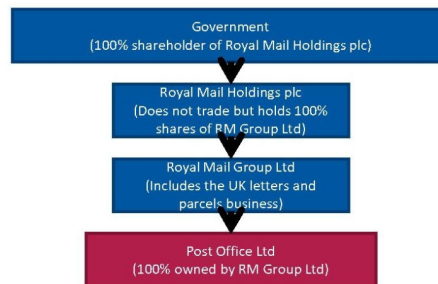 Government
(100% shareholder of Royal Mail Holdings plc)
Royal Mail Holdings plc
(Does not trade but holds 100%
shares of RM Group Ltd)
Royal Mail Group Ltd
(Includes the UK letters and
parcels business)
Post Office Ltd
(100% owned by RM Group Ltd)